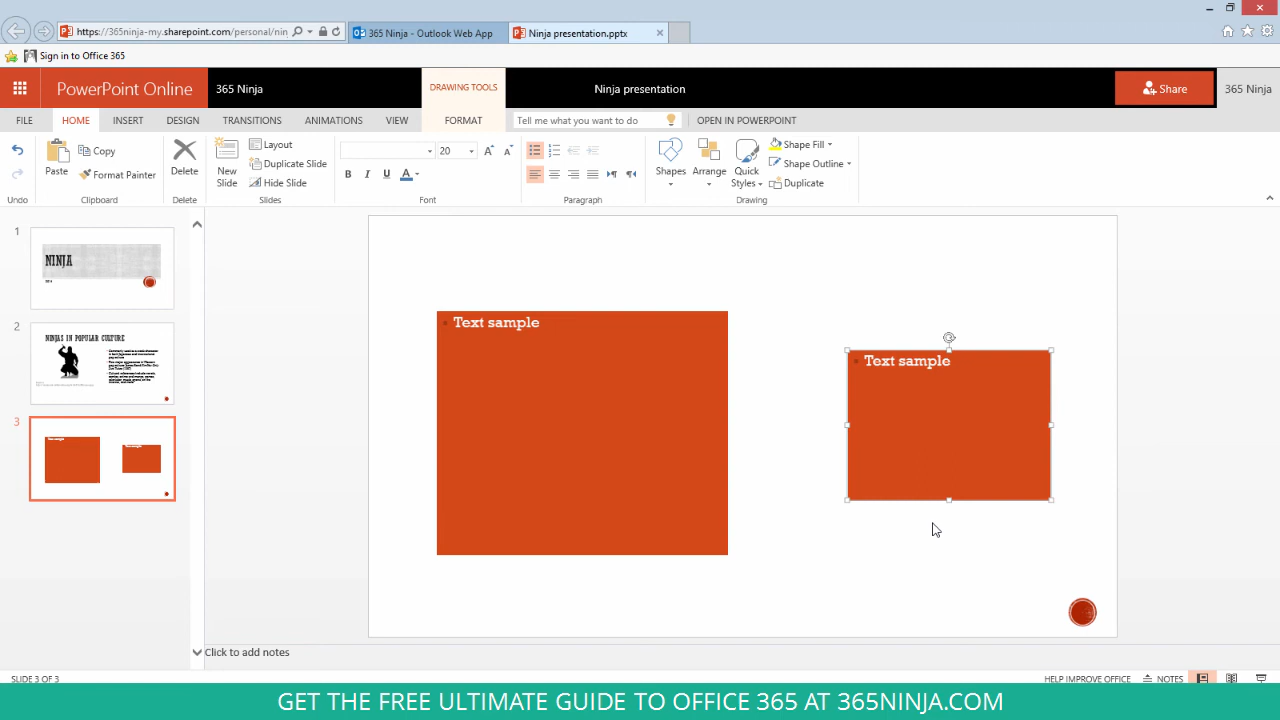 https://365ninja-my.sharepoint.com/personal/nin
365 Ninja - Outlook Web App
Ninja presentation.pptx
Sign in to Office 365
PowerPoint Online
365 Ninja
DRAWING TOOLS
Ninja presentation
Share
365 Ninja
FILE
HOME
INSERT
DESIGN
TRANSITIONS
ANIMATIONS
VIEW
FORMAT
Tell me what you want to do
OPEN IN POWERPOINT
Undo
Paste
Copy
Format Painter
Clipboard
Delete
Delete
New
Slide
Layout
Duplicate Slide
Hide Slide
Slides
20
B
I
U
A
Font
Paragraph
Shapes
Arrange
Quick
Styles
Shape Fill
Shape Outline
Duplicate
Drawing
1
NINJA
2
NINJAS IN POPULAR CULTURE
3
Text sample
Text sample
Click to add notes
SLIDE 3 OF 3
HELP IMPROVE OFFICE
NOTES
GET THE FREE ULTIMATE GUIDE TO OFFICE 365 AT 365NINJA.COM